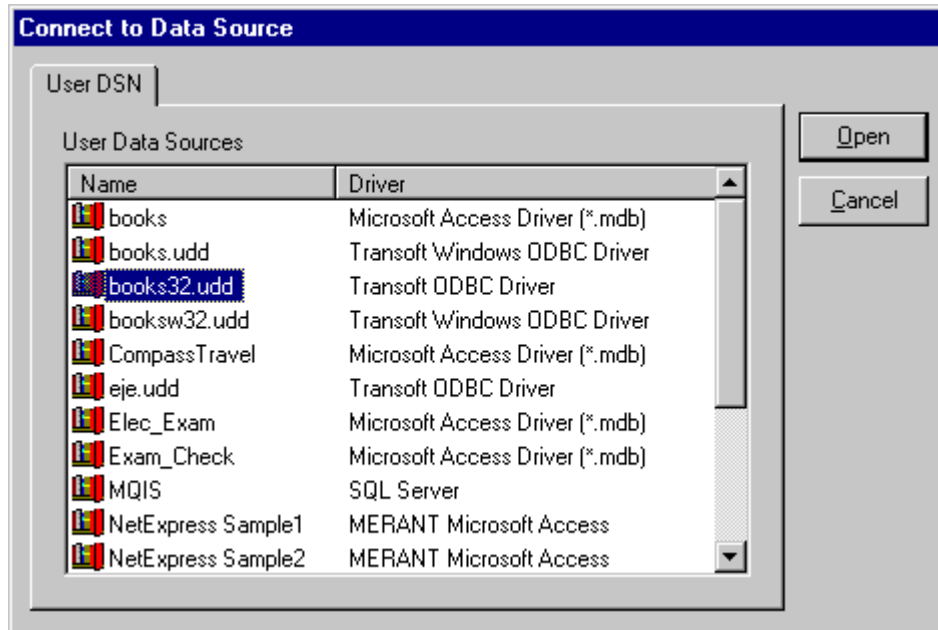 Connect to Data Source
User DSN
User Data Sources
Name Driver
books Microsoft Access Driver (*.mdb)
books.udd Transoft Windows ODBC Driver
books32.udd Transoft ODBC Driver
booksw32.udd Transoft Windows ODBC Driver
CompassTravel Microsoft Access Driver (*.mdb)
eje.udd Transoft ODBC Driver
Elec_Exam Microsoft Access Driver (*.mdb)
Exam_Check Microsoft Access Driver (*.mdb)
MQIS SQL Server
NetExpress Sample1 MERANT Microsoft Access
NetExpress Sample2 MERANT Microsoft Access
Open
Cancel